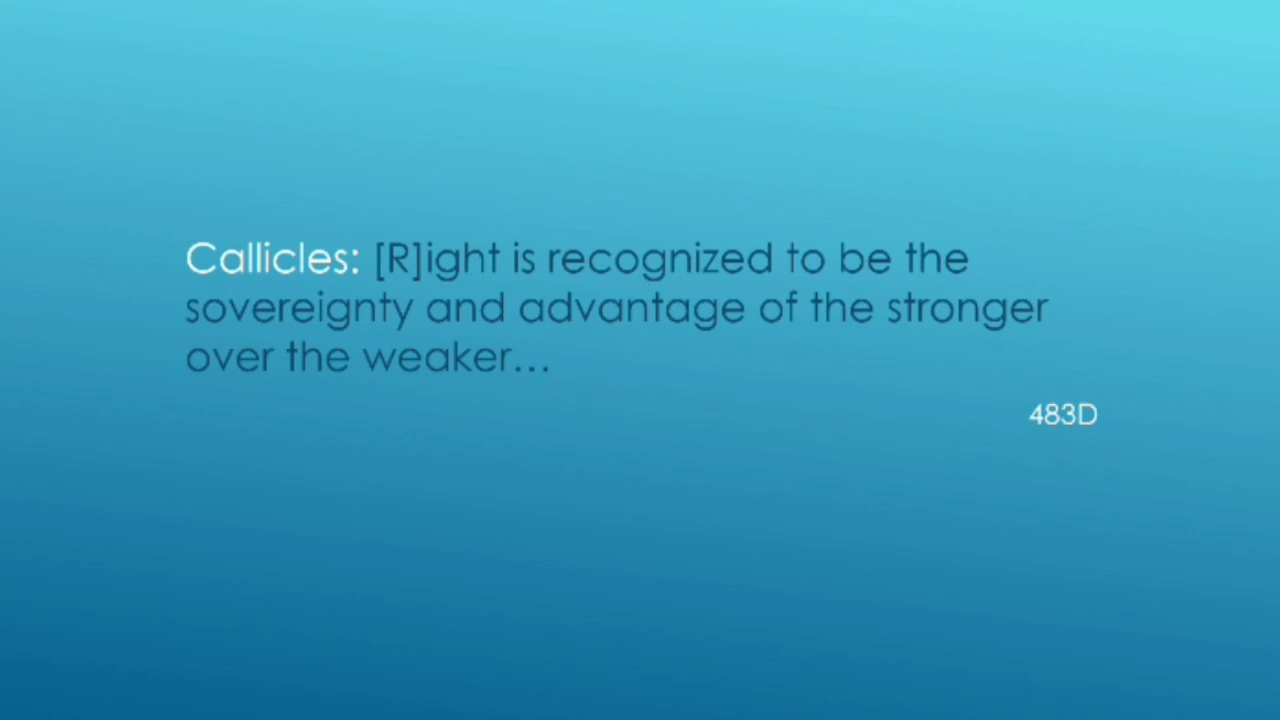 Callicles: [R]ight is recognized to be the
sovereignty and advantage of the stronger
over the weaker…
483D